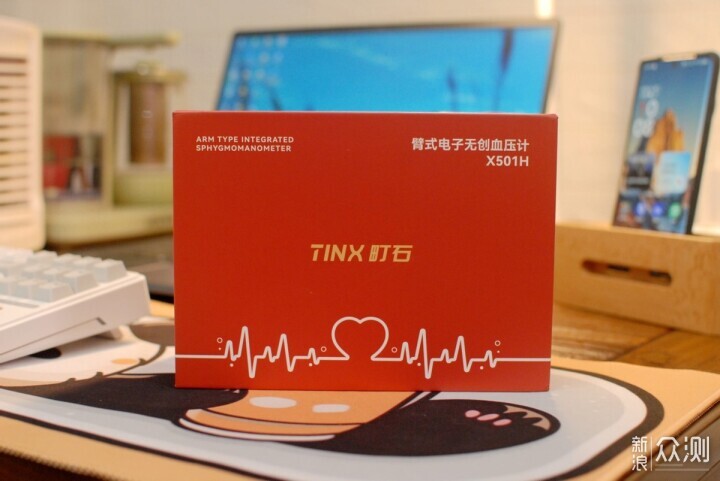 ARM TYPE INTEGRATED
SPHYGMOMANOMETER
臂式电子无创血压计
X501H
TINX 町石
新浪众测